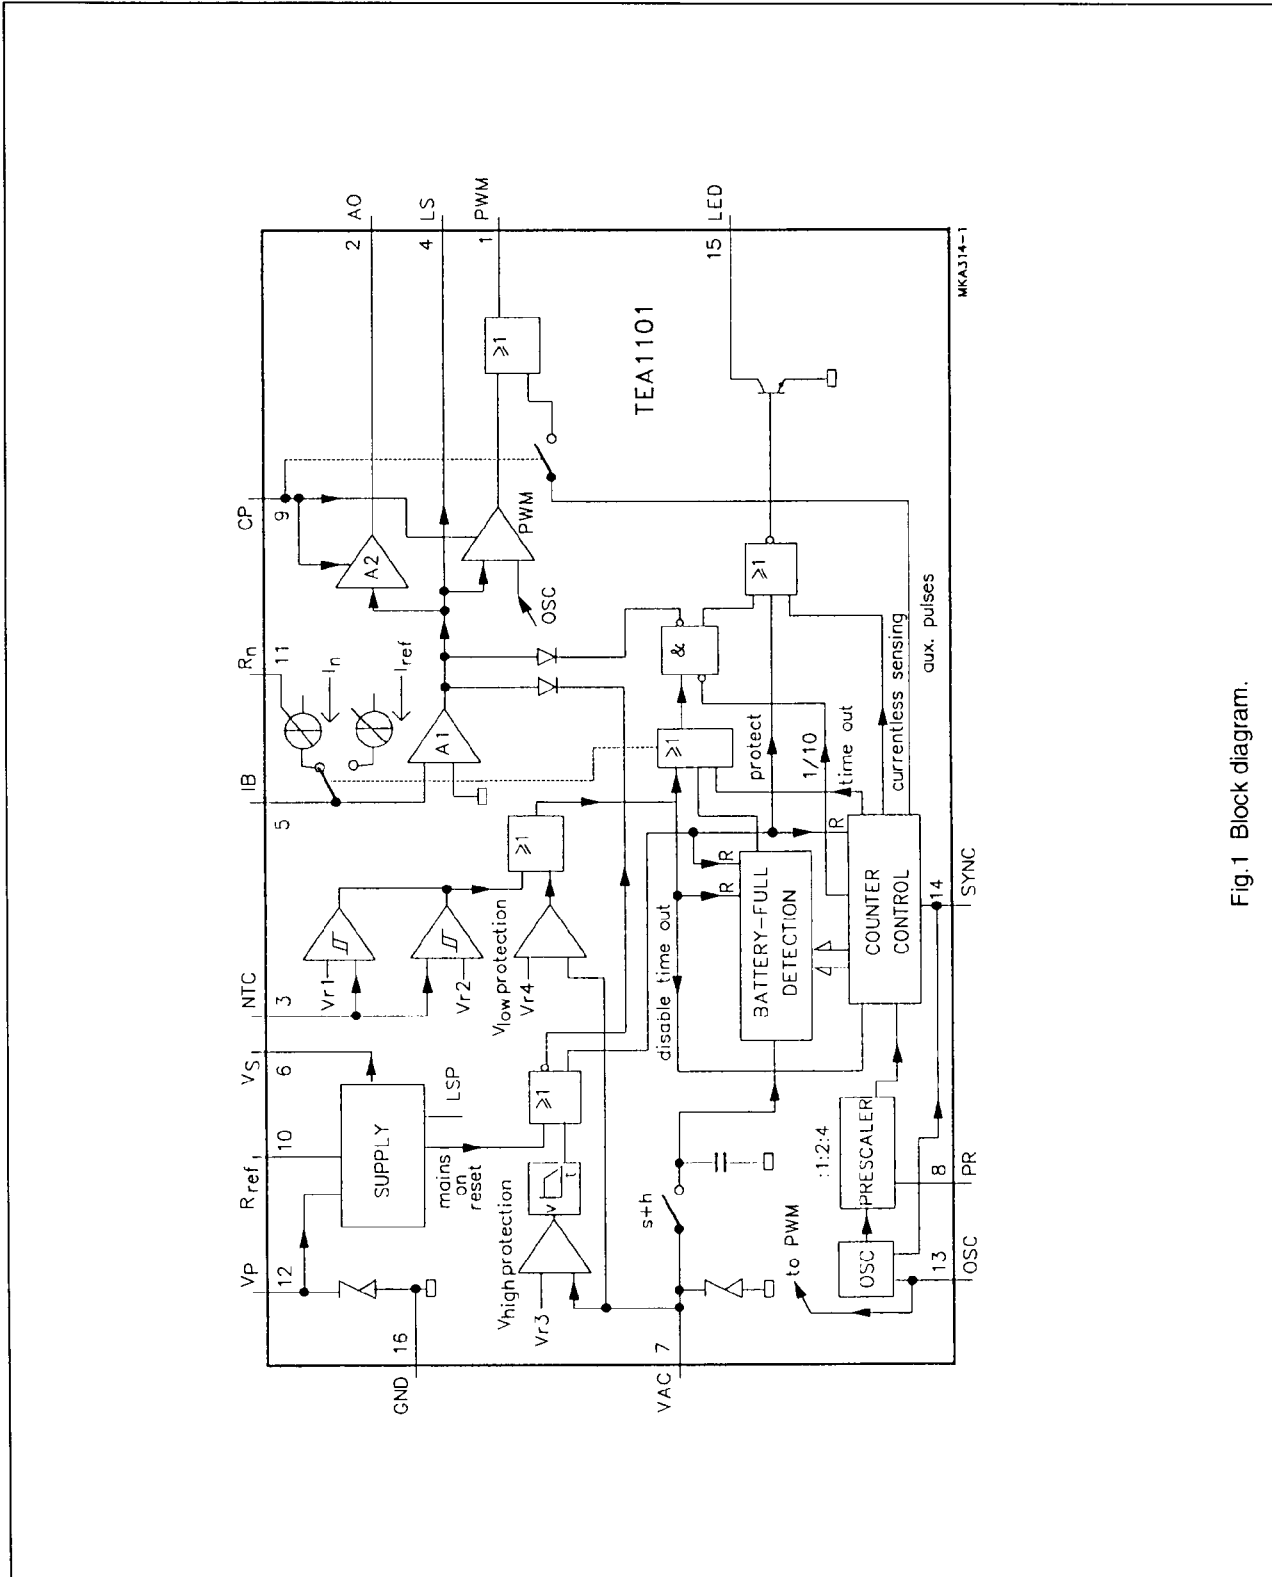 VP
12
Rref
10
VS
6
NTC
3
IB
5
Rn
11
CP
9
GND
16
SUPPLY
LSP
mains
on
reset
Vr1
Vr2
In
Iref
A1
A2
2
AO
4
LS
1
PWM
≥1
PWM
OSC
Vhigh protection
Vr3
V
t
≥1
Vlow protection
Vr4
≥1
TEA1101
VAC
7
s+h
disable time out
R
R
BATTERY-FULL
DETECTION
≥1
&
protect
1/10
time out
≥1
15
LED
to PWM
OSC
13
OSC
:1:2:4
PRESCALER
8
PR
R
COUNTER
CONTROL
14
SYNC
currentless sensing
aux. pulses
MKA314-1
Fig.1 Block diagram.